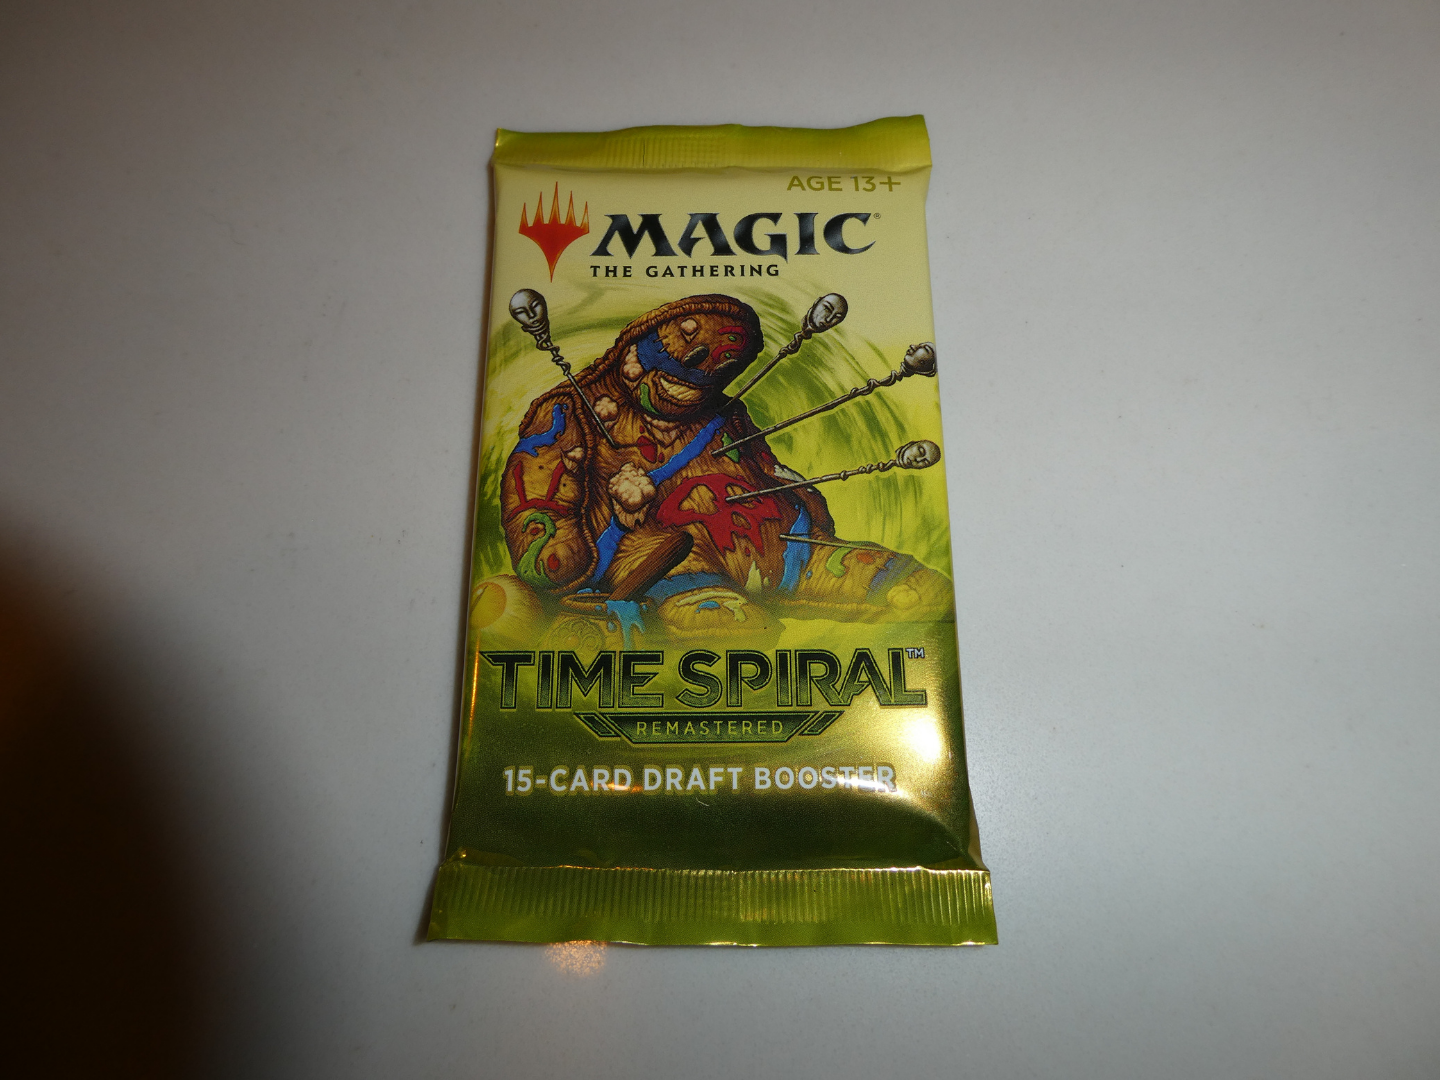 AGE 13+
MAGIC®
THE GATHERING
TIME SPIRAL™
REMASTERED
15-CARD DRAFT BOOSTER